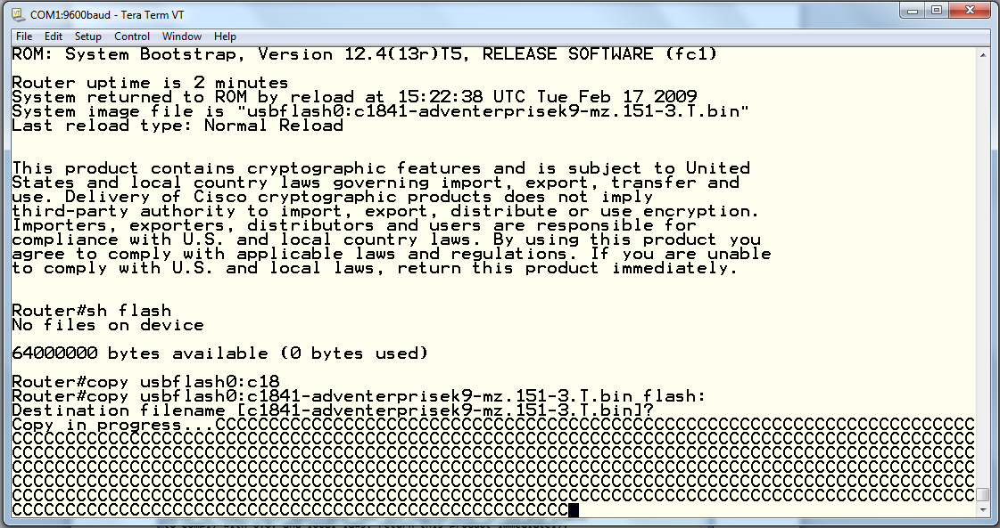 COM1:9600baud - Tera Term VT
File Edit Setup Control Window Help
ROM: System Bootstrap, Version 12.4(13r)T5, RELEASE SOFTWARE (fc1)
Router uptime is 2 minutes
System returned to ROM by reload at 15:22:38 UTC Tue Feb 17 2009
System image file is "usbflash0:c1841-adventerprisek9-mz.151-3.T.bin"
Last reload type: Normal Reload
This product contains cryptographic features and is subject to United
States and local country laws governing import, export, transfer and
use. Delivery of Cisco cryptographic products does not imply
third-party authority to import, export, distribute or use encryption.
Importers, exporters, distributors and users are responsible for
compliance with U.S. and local country laws. By using this product you
agree to comply with applicable laws and regulations. If you are unable
to comply with U.S. and local laws, return this product immediately.
Router#sh flash
No files on device
64000000 bytes available (0 bytes used)
Router#copy usbflash0:c18
Router#copy usbflash0:c1841-adventerprisek9-mz.151-3.T.bin flash:
Destination filename [c1841-adventerprisek9-mz.151-3.T.bin]?
Copy in progress...CCCCCCCCCCCCCCCCCCCCCCCCCCCCCCCCCCCCCCCCCCCCCCCCCCCCCCCCCCCCCCCCCCCCCCC
CCCCCCCCCCCCCCCCCCCCCCCCCCCCCCCCCCCCCCCCCCCCCCCCCCCCCCCCCCCCCCCCCCCCCCCCCCCCCCCCCCCCCCCCCC
CCCCCCCCCCCCCCCCCCCCCCCCCCCCCCCCCCCCCCCCCCCCCCCCCCCCCCCCCCCCCCCCCCCCCCCCCCCCCCCCCCCCCCCCCC
CCCCCCCCCCCCCCCCCCCCCCCCCCCCCCCCCCCCCCCCCCCCCCCCCCCCCCCCCCCCCCCCCCCCCCCCCCCCCCCCCCCCCCCCCC
CCCCCCCCCCCCCCCCCCCCCCCCCCCCCCCCCCCCCCCCCCCCCCCCCCCCCCCCCCCCCCCCCCCCCCCCCCCCCCCCCCCCCCCCCC
CCCCCCCCCCCCCCCCCCCCCCCCCCCCCCCCCCCCCCCCCCCCCCCCCCCCCCCCCCCCCCCCCCCCCCCCCCCCCCCCCCCCCCCCCC
CCCCCCCCCCCCCCCCCCCCCCCCCCCCCCCCCCCCCCCCCCCCCCCCCCCC